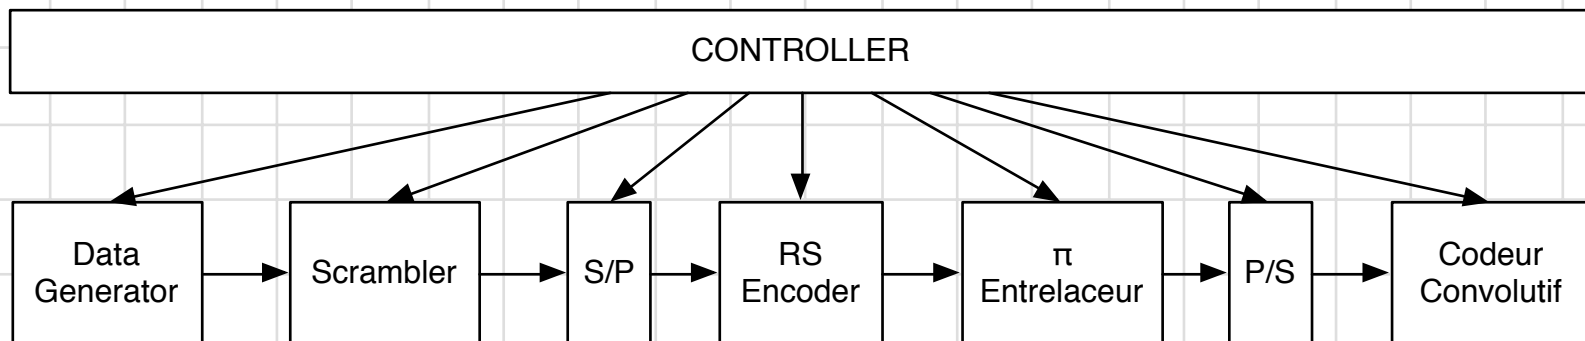 CONTROLLER
Data
Generator
Scrambler
S/P
RS
Encoder
π
Entrelaceur
P/S
Codeur
Convolutif